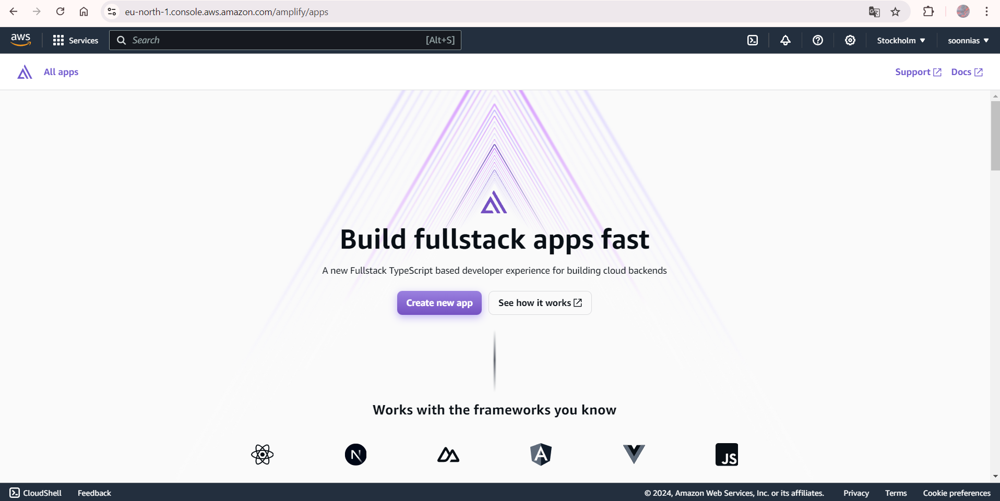 eu-north-1.console.aws.amazon.com/amplify/apps
aws
Services
Search
[Alt+S]
Stockholm
soonnias
All apps
Support
Docs
Build fullstack apps fast
A new Fullstack TypeScript based developer experience for building cloud backends
Create new app
See how it works
Works with the frameworks you know
N
A
JS
CloudShell
Feedback
© 2024, Amazon Web Services, Inc. or its affiliates.
Privacy
Terms
Cookie preferences